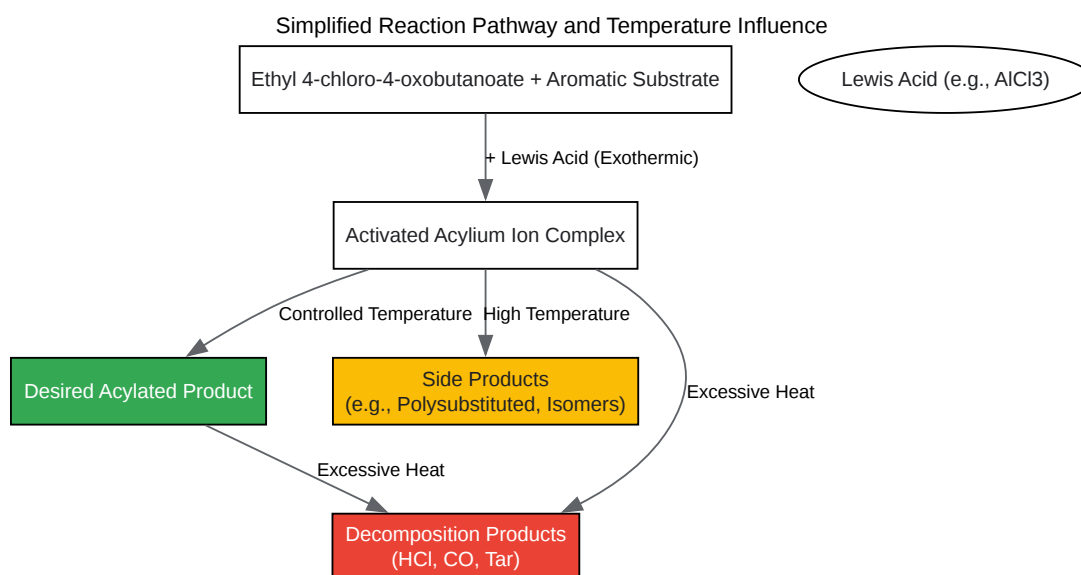 Simplified Reaction Pathway and Temperature Influence
Ethyl 4-chloro-4-oxobutanoate + Aromatic Substrate
Lewis Acid (e.g., AlCl3)
+ Lewis Acid (Exothermic)
Activated Acylium Ion Complex
Controlled Temperature
High Temperature
Desired Acylated Product
Side Products
(e.g., Polysubstituted, Isomers)
Excessive Heat
Excessive Heat
Decomposition Products
(HCl, CO, Tar)